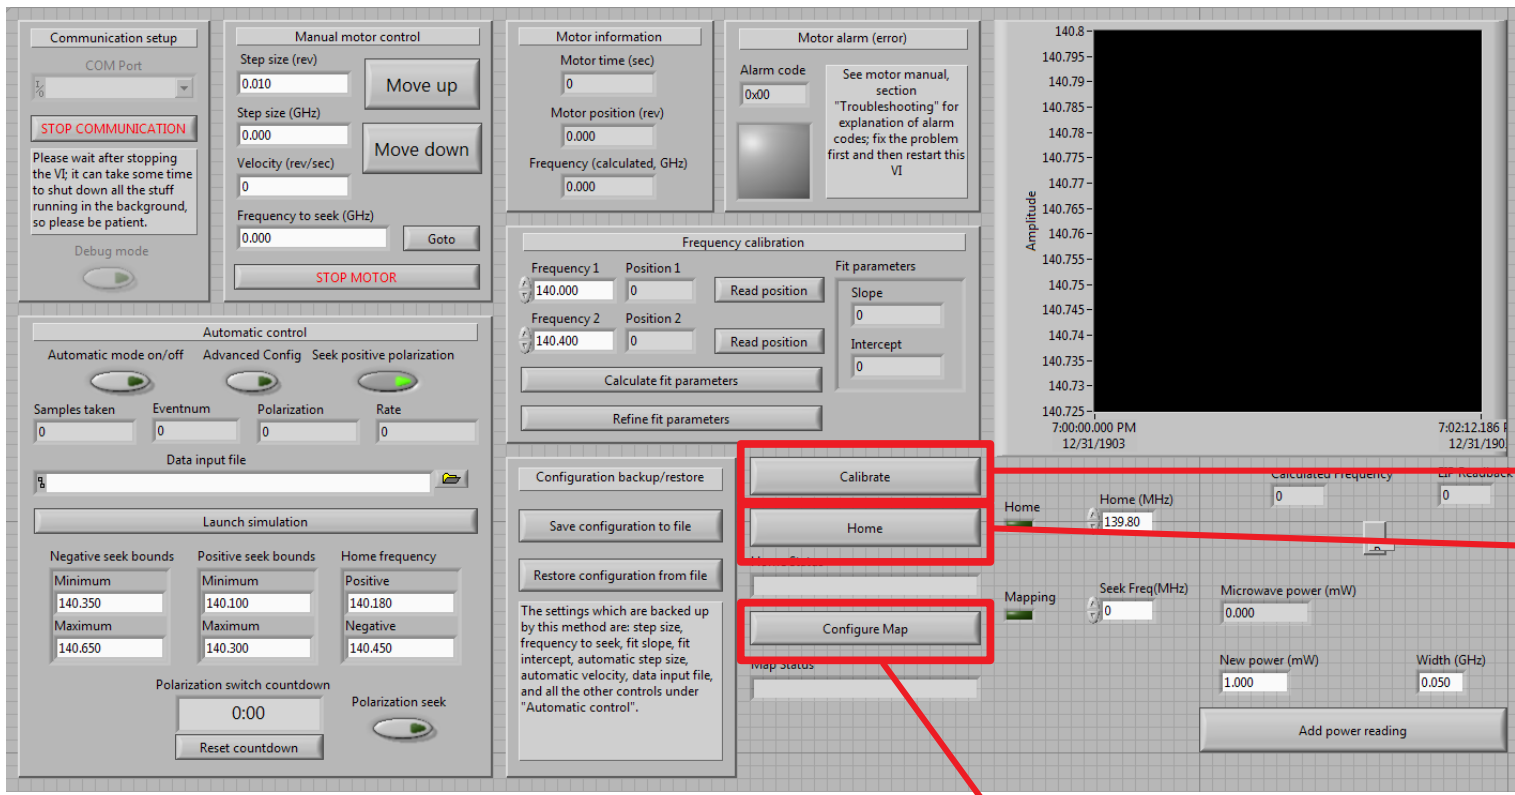 Communication setup
COM Port
STOP COMMUNICATION
Please wait after stopping
the VI; it can take some time
to shut down all the stuff
running in the background,
so please be patient.
Debug mode
Manual motor control
Step size (rev)
0.010
Move up
Step size (GHz)
0.000
Move down
Velocity (rev/sec)
0
Frequency to seek (GHz)
0.000
Goto
STOP MOTOR
Motor information
Motor time (sec)
0
Motor position (rev)
0.000
Frequency (calculated, GHz)
0.000
Motor alarm (error)
Alarm code
0x00
See motor manual,
section
"Troubleshooting" for
explanation of alarm
codes; fix the problem
first and then restart this
VI
Frequency calibration
Frequency 1
Position 1
140.000
0
Read position
Frequency 2
Position 2
140.400
0
Read position
Fit parameters
Slope
0
Intercept
0
Calculate fit parameters
Refine fit parameters
Amplitude
140.8
140.795
140.79
140.785
140.78
140.775
140.77
140.765
140.76
140.755
140.75
140.745
140.74
140.735
140.73
140.725
7:00:00.000 PM
12/31/1903
7:02:12.186
12/31/190
Automatic control
Automatic mode on/off
Advanced Config
Seek positive polarization
Samples taken
Eventnum
Polarization
Rate
0
0
0
0
Data input file
Launch simulation
Negative seek bounds
Positive seek bounds
Home frequency
Minimum
Minimum
Positive
140.350
140.100
140.180
Maximum
Maximum
Negative
140.650
140.300
140.450
Polarization switch countdown
0:00
Reset countdown
Polarization seek
Configuration backup/restore
Save configuration to file
Restore configuration from file
The settings which are backed up
by this method are: step size,
frequency to seek, fit slope, fit
intercept, automatic step size,
automatic velocity, data input file,
and all the other controls under
"Automatic control".
Calibrate
Home
Home Status
Configure Map
Map Status
Home
Home (MHz)
139.80
Mapping
Seek Freq(MHz)
0
Calculated Frequency
0
EIP Readback
0
Microwave power (mW)
0.000
New power (mW)
1.000
Width (GHz)
0.050
Add power reading